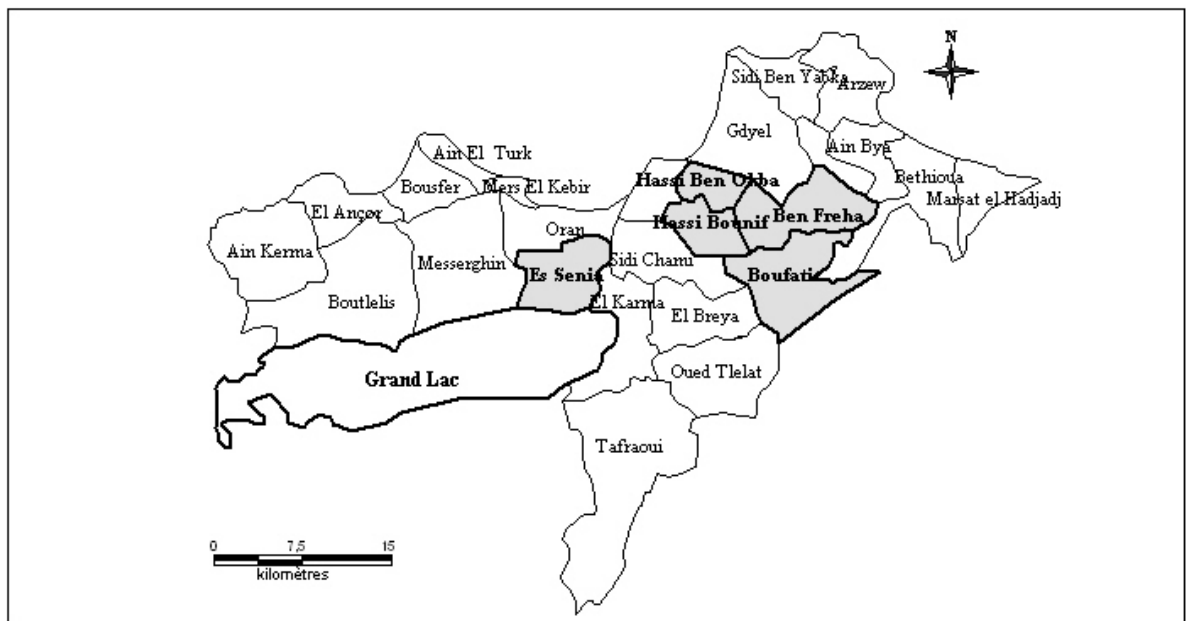 N
Sidi Ben Yabka
Arzew
Gdyel
Ain El Turk
Ain Bya
Bousfer
Mers El Kebir
Hassi Ben Okba
Bethioua
Marsat el Hadjadj
El Ançor
Hassi Bounif
Ben Freha
Oran
Ain Kerma
Messerghin
Es Senia
Sidi Chami
Boufatis
Boutlelis
El Karma
El Breya
Grand Lac
Oued Tlelat
Tafraoui
0 7,5 15
kilomètres